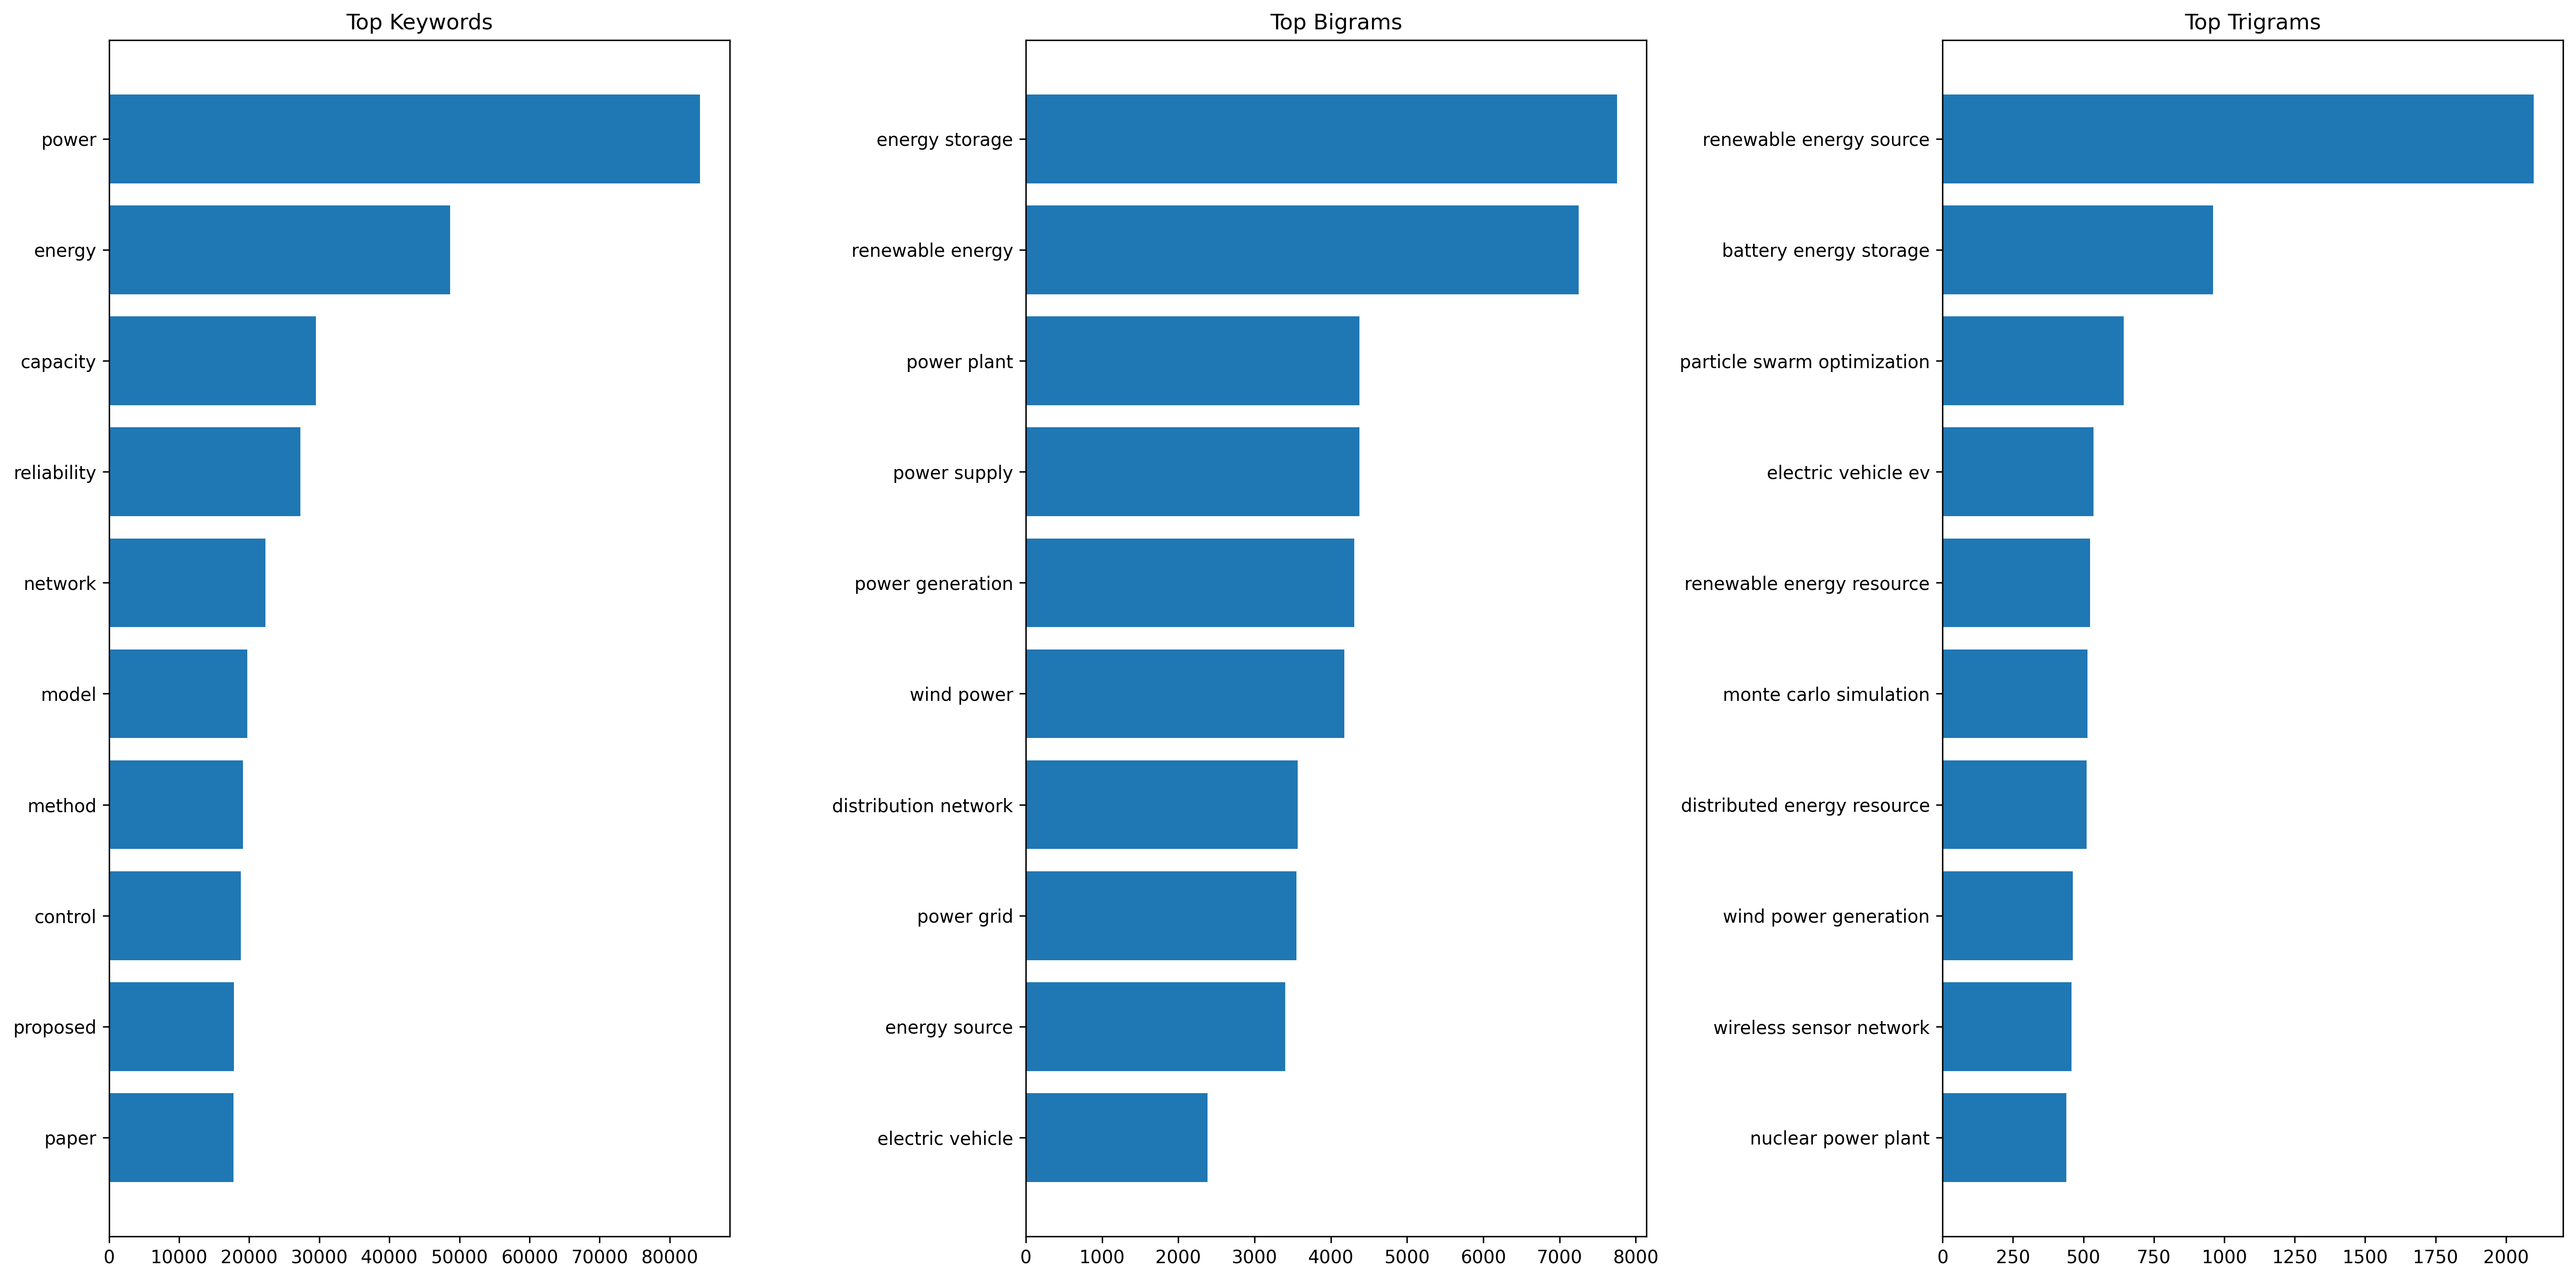 Top Keywords
power
energy
capacity
reliability
network
model
method
control
proposed
paper
0 10000 20000 30000 40000 50000 60000 70000 80000
Top Bigrams
energy storage
renewable energy
power plant
power supply
power generation
wind power
distribution network
power grid
energy source
electric vehicle
0 1000 2000 3000 4000 5000 6000 7000 8000
Top Trigrams
renewable energy source
battery energy storage
particle swarm optimization
electric vehicle ev
renewable energy resource
monte carlo simulation
distributed energy resource
wind power generation
wireless sensor network
nuclear power plant
0 250 500 750 1000 1250 1500 1750 2000